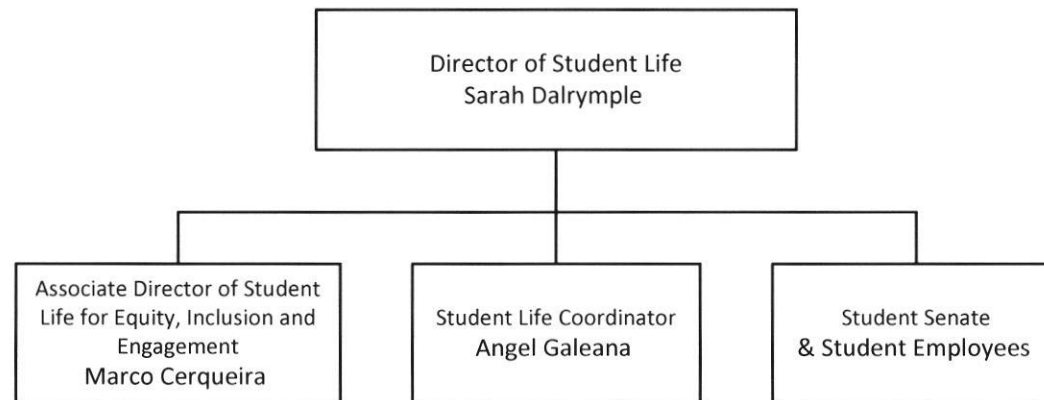 Director of Student Life
Sarah Dalrymple
Associate Director of Student
Life for Equity, Inclusion and
Engagement
Marco Cerqueira
Student Life Coordinator
Angel Galeana
Student Senate
& Student Employees